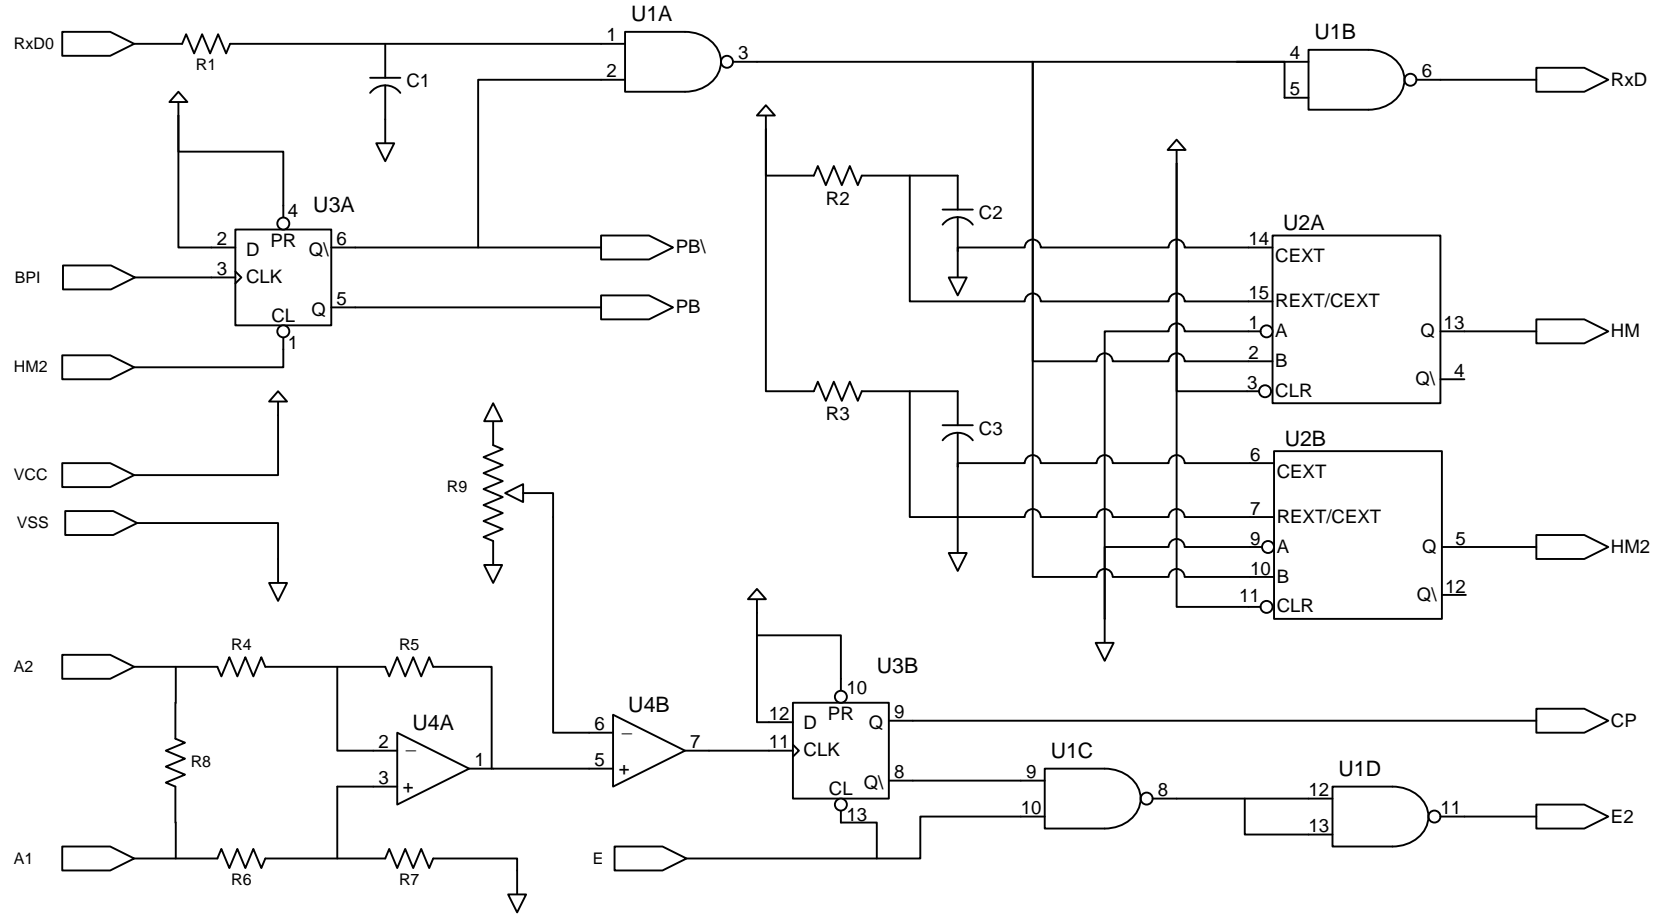 U1A
RxD0
R1
1
2
3
C1
U1B
4
5
6
RxD
U3A
4
PR
2
D
Q\
6
PB\
BPI
3
CLK
Q
5
PB
CL
1
HM2
R2
C2
U2A
14
CEXT
15
REXT/CEXT
1
A
Q
13
HM
2
B
Q\
4
3
CLR
R3
C3
U2B
6
CEXT
7
REXT/CEXT
9
A
Q
5
HM2
10
B
Q\
12
11
CLR
VCC
VSS
R9
A2
R4
R5
R8
U4A
2
−
3
+
1
A1
R6
R7
U4B
6
−
5
+
7
U3B
10
PR
12
D
Q
9
CP
11
CLK
Q\
8
CL
13
E
U1C
9
10
8
U1D
12
13
11
E2